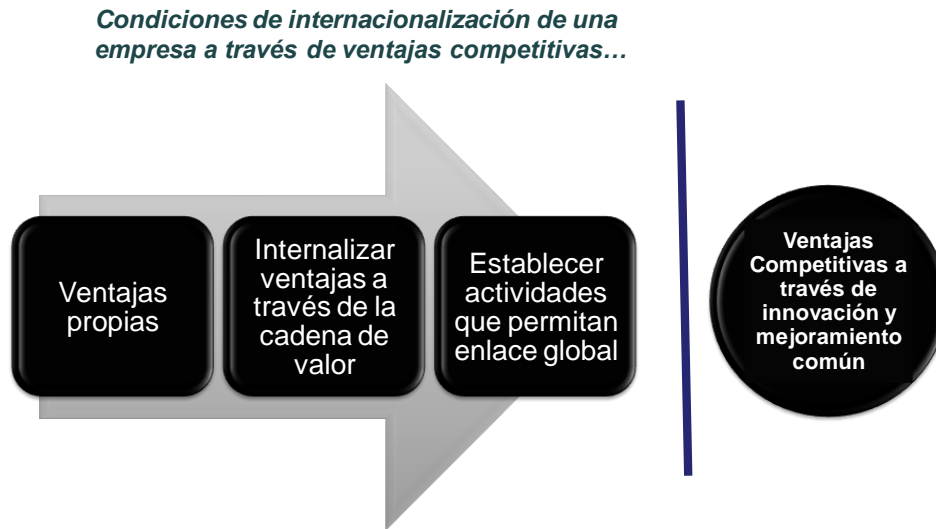 Condiciones de internacionalización de una
empresa a través de ventajas competitivas…
Ventajas
propias
Internalizar
ventajas a
través de la
cadena de
valor
Establecer
actividades
que permitan
enlace global
Ventajas
Competitivas a
través de
innovación y
mejoramiento
común